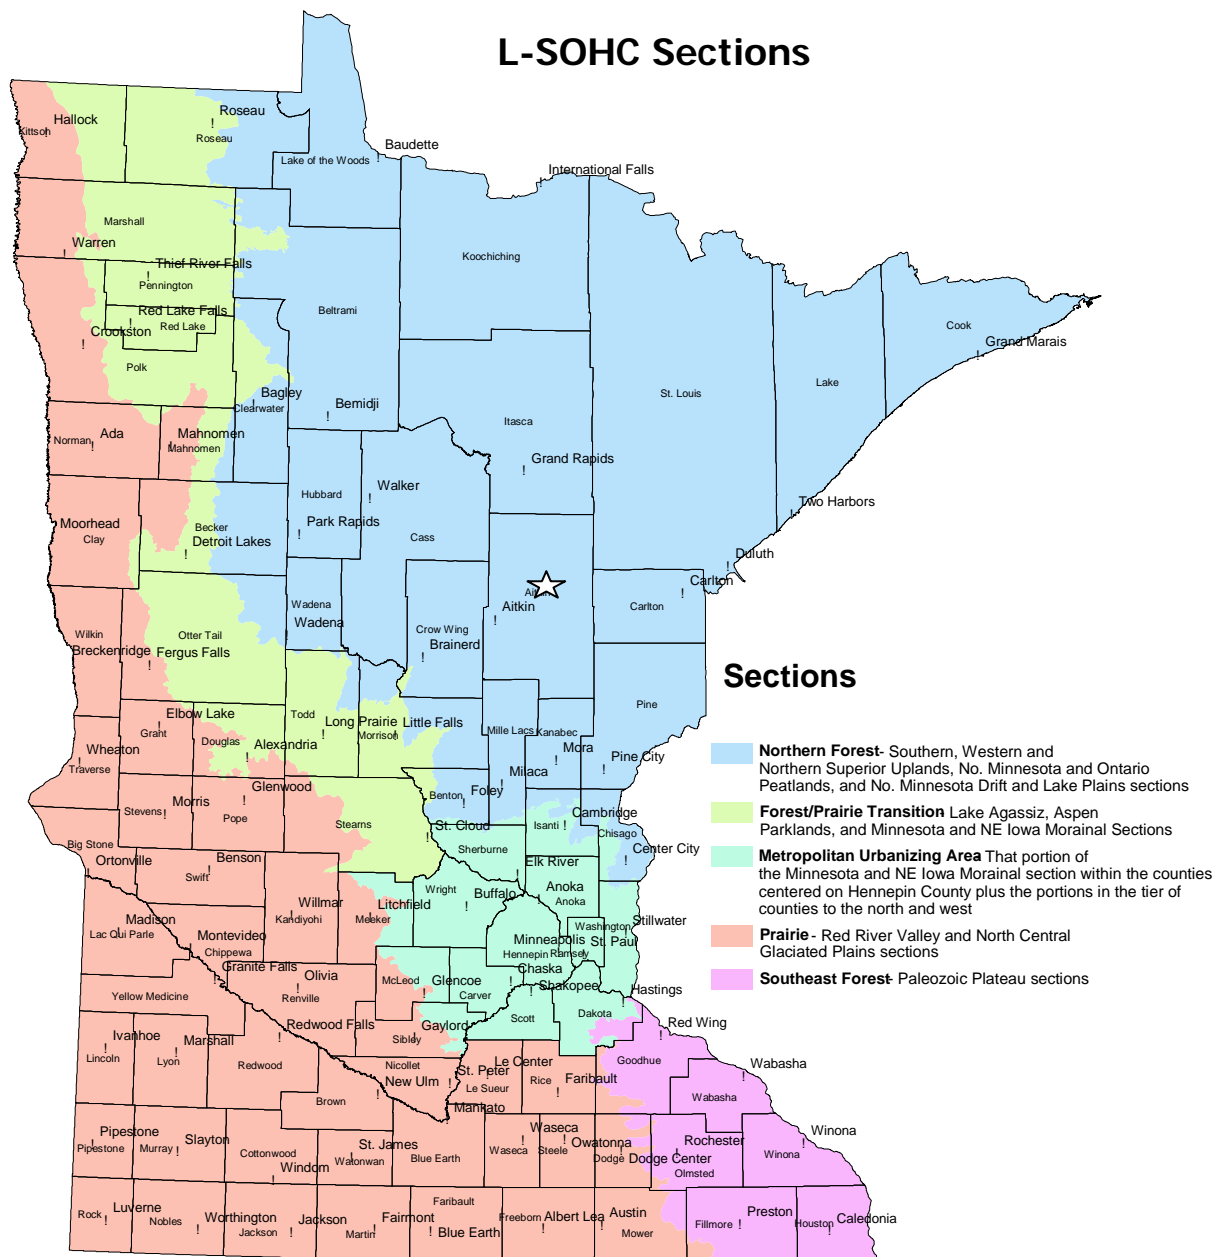 L-SOHC Sections
Hallock
Kittson
Roseau
Roseau
Baudette
Lake of the Woods
International Falls
Marshall
Warren
Koochiching
Thief River Falls
Pennington
Beltrami
Red Lake Falls
Red Lake
Crookston
Polk
Cook
Grand Marais
Lake
St. Louis
Bagley
Clearwater
Bemidji
Itasca
Ada
Norman
Mahnomen
Mahnomen
Grand Rapids
Walker
Hubbard
Park Rapids
Two Harbors
Moorhead
Clay
Becker
Detroit Lakes
Cass
Duluth
Carlton
Carlton
Aitkin
Wadena
Wadena
Crow Wing
Brainerd
Wilkin
Breckenridge
Otter Tail
Fergus Falls
Sections
Pine
Elbow Lake
Grant
Todd
Long Prairie
Morrison
Little Falls
Mille Lacs
Kanabec
Mora
Pine City
Wheaton
Traverse
Douglas
Alexandria
Milaca
Northern Forest- Southern, Western and
Northern Superior Uplands, No. Minnesota and Ontario
Peatlands, and No. Minnesota Drift and Lake Plains sections
Glenwood
Morris
Stevens
Pope
Foley
Benton
Forest/Prairie Transition- Lake Agassiz, Aspen
Parklands, and Minnesota and NE Iowa Morainal Sections
Cambridge
Isanti
Chisago
Stearns
St. Cloud
Sherburne
Big Stone
Ortonville
Benson
Swift
Elk River
Center City
Metropolitan Urbanizing Area- That portion of
the Minnesota and NE Iowa Morainal section within the counties
centered on Hennepin County plus the portions in the tier of
counties to the north and west
Wright
Buffalo
Anoka
Anoka
Willmar
Kandiyohi
Litchfield
Meeker
Madison
Lac Qui Parle
Stillwater
Washington
Montevideo
Chippewa
Minneapolis
St. Paul
Hennepin
Ramsey
Prairie - Red River Valley and North Central
Glaciated Plains sections
Granite Falls
Olivia
Renville
McLeod
Glencoe
Carver
Chaska
Shakopee
Southeast Forest- Paleozoic Plateau sections
Hastings
Yellow Medicine
Scott
Dakota
Redwood Falls
Gaylord
Sibley
Red Wing
Ivanhoe
Lincoln
Marshall
Lyon
Redwood
Nicollet
New Ulm
St. Peter
Le Center
Le Sueur
Rice
Faribault
Goodhue
Wabasha
Wabasha
Brown
Mankato
Pipestone
Pipestone
Murray
Slayton
Cottonwood
Windom
St. James
Watonwan
Blue Earth
Waseca
Waseca
Steele
Owatonna
Dodge
Dodge Center
Rochester
Olmsted
Winona
Winona
Rock
Luverne
Nobles
Worthington
Jackson
Jackson
Martin
Fairmont
Faribault
Blue Earth
Freeborn
Albert Lea
Austin
Mower
Fillmore
Preston
Houston
Caledonia